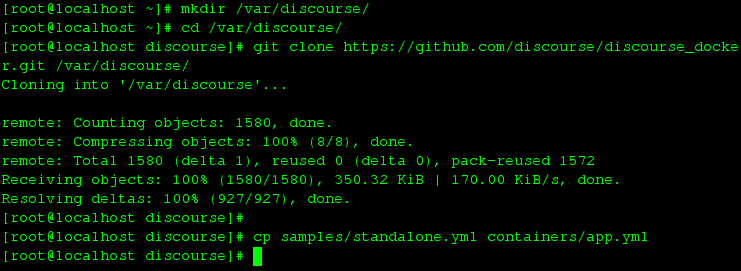 [root@localhost ~]# mkdir /var/discourse/
[root@localhost ~]# cd /var/discourse/
[root@localhost discourse]# git clone https://github.com/discourse/discourse_docke
r.git /var/discourse/
Cloning into '/var/discourse'...
remote: Counting objects: 1580, done.
remote: Compressing objects: 100% (8/8), done.
remote: Total 1580 (delta 1), reused 0 (delta 0), pack-reused 1572
Receiving objects: 100% (1580/1580), 350.32 KiB | 170.00 KiB/s, done.
Resolving deltas: 100% (927/927), done.
[root@localhost discourse]#
[root@localhost discourse]# cp samples/standalone.yml containers/app.yml
[root@localhost discourse]#